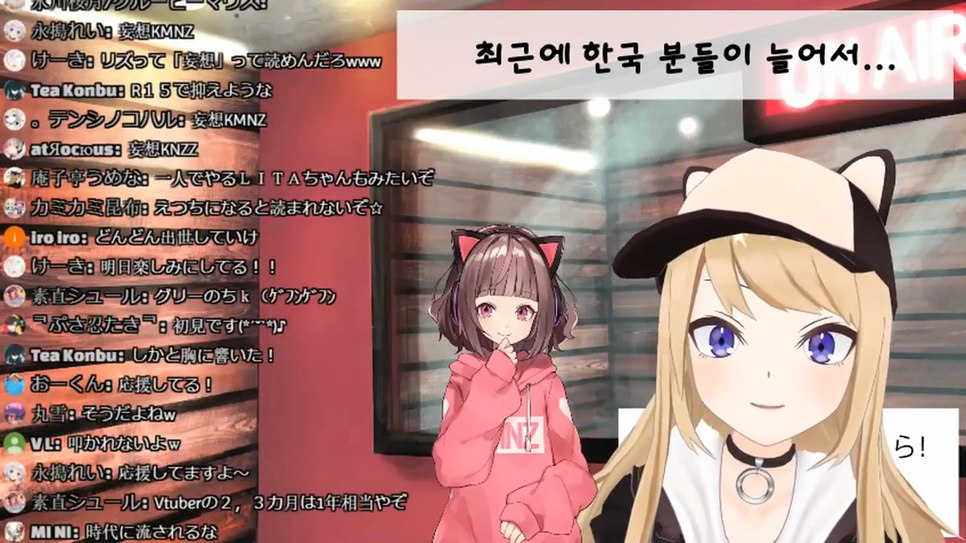 永搗れい: 妄想KMNZ
けーき: リズって「妄想」って読めんだろwww
Tea Konbu: R１５で抑えような
。テンシノコハル: 妄想KMNZ
atЯocιous: 妄想KNZZ
庵子亭うめな: 一人でやるＬＩＴＡちゃんもみたいぞ
カミカミ昆布: えつちになると読まれないぞ☆
iro iro: どんどん出世していけ
けーき: 明日楽しみにしてる！！
素直シュール: グリーのちｋ（ゲフンゲフン
初見です
Tea Konbu: しかと胸に響いた！
おーくん: 応援してる！
丸雪: そうだよねw
VL: 叩かれないよｗ
永搗れい: 応援してますよ～
素直シュール: Vtuberの２，３カ月は1年相当やぞ
MI NI: 時代に流されるな
최근에 한국 분들이 늘어서...
ON AIR
NZ
ら!